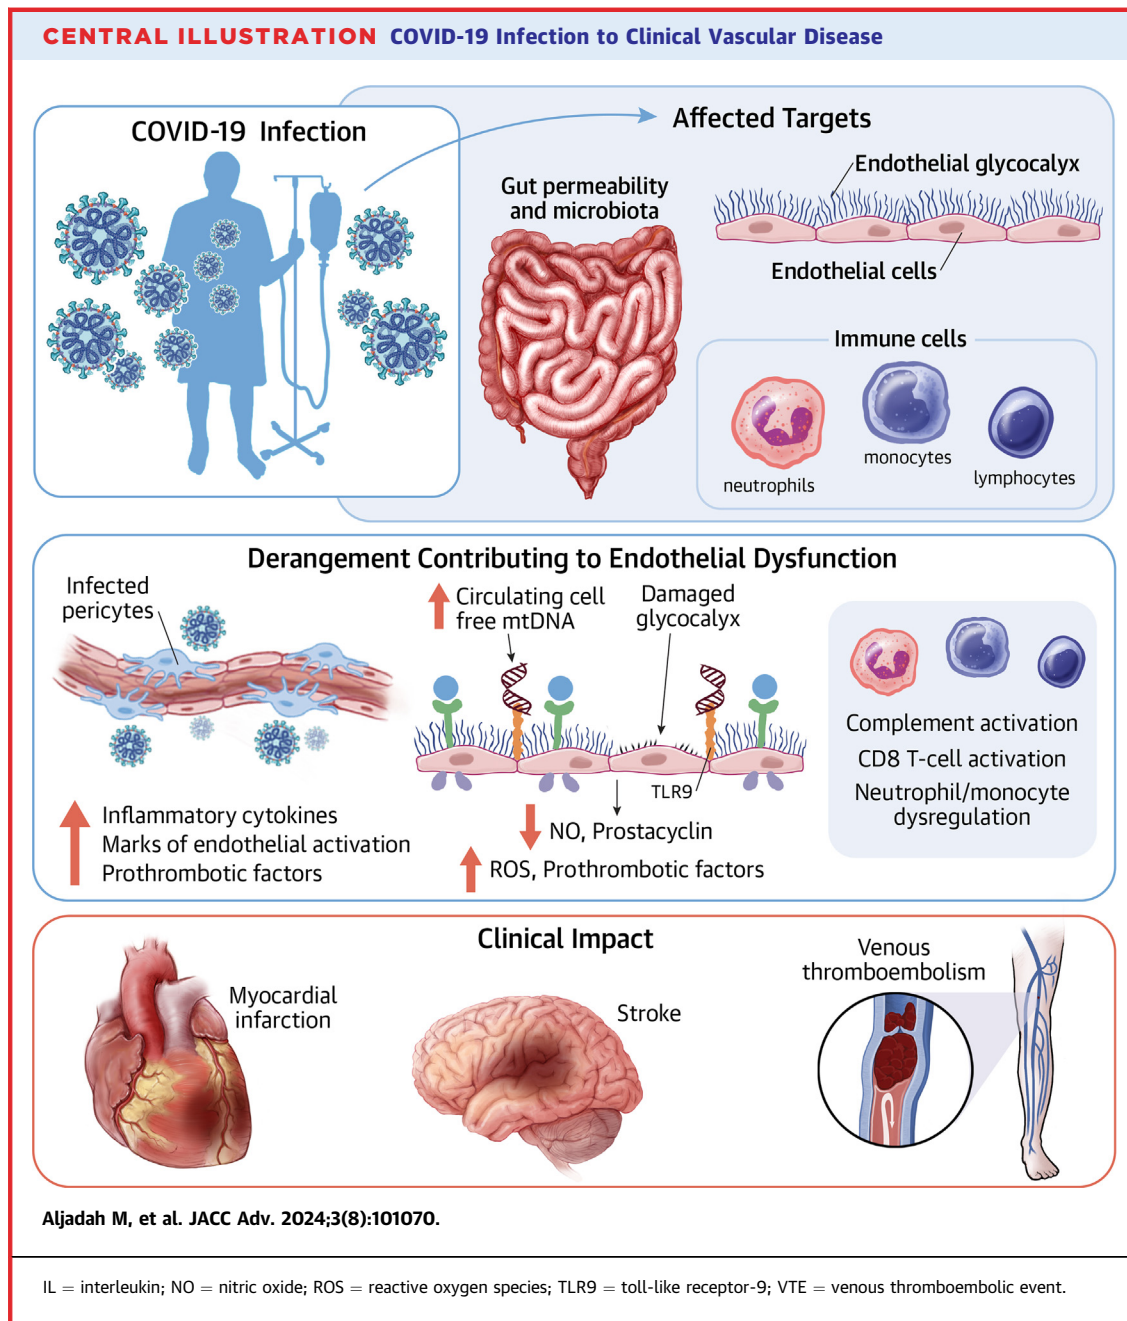 CENTRAL ILLUSTRATION COVID-19 Infection to Clinical Vascular Disease
COVID-19 Infection
Affected Targets
Gut permeability
and microbiota
Endothelial glycocalyx
Endothelial cells
Immune cells
neutrophils
monocytes
lymphocytes
Derangement Contributing to Endothelial Dysfunction
Infected
pericytes
Inflammatory cytokines
Marks of endothelial activation
Prothrombotic factors
Circulating cell
free mtDNA
Damaged
glycocalyx
TLR9
NO, Prostacyclin
ROS, Prothrombotic factors
Complement activation
CD8 T-cell activation
Neutrophil/monocyte
dysregulation
Clinical Impact
Myocardial
infarction
Stroke
Venous
thromboembolism
Aljadah M, et al. JACC Adv. 2024;3(8):101070.
IL = interleukin; NO = nitric oxide; ROS = reactive oxygen species; TLR9 = toll-like receptor-9; VTE = venous thromboembolic event.